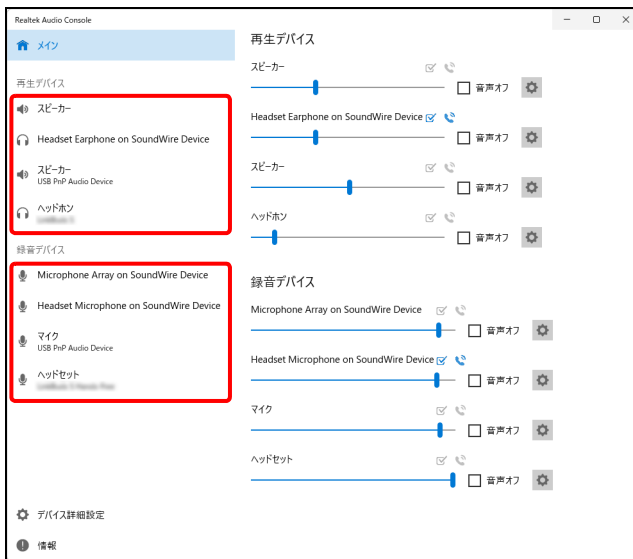 Realtek Audio Console
メイン
再生デバイス
スピーカー
Headset Earphone on SoundWire Device
スピーカー
USB PnP Audio Device
ヘッドホン
録音デバイス
Microphone Array on SoundWire Device
Headset Microphone on SoundWire Device
マイク
USB PnP Audio Device
ヘッドセット
デバイス詳細設定
情報
再生デバイス
スピーカー
音声オフ
Headset Earphone on SoundWire Device
音声オフ
スピーカー
音声オフ
ヘッドホン
音声オフ
録音デバイス
Microphone Array on SoundWire Device
音声オフ
Headset Microphone on SoundWire Device
音声オフ
マイク
音声オフ
ヘッドセット
音声オフ